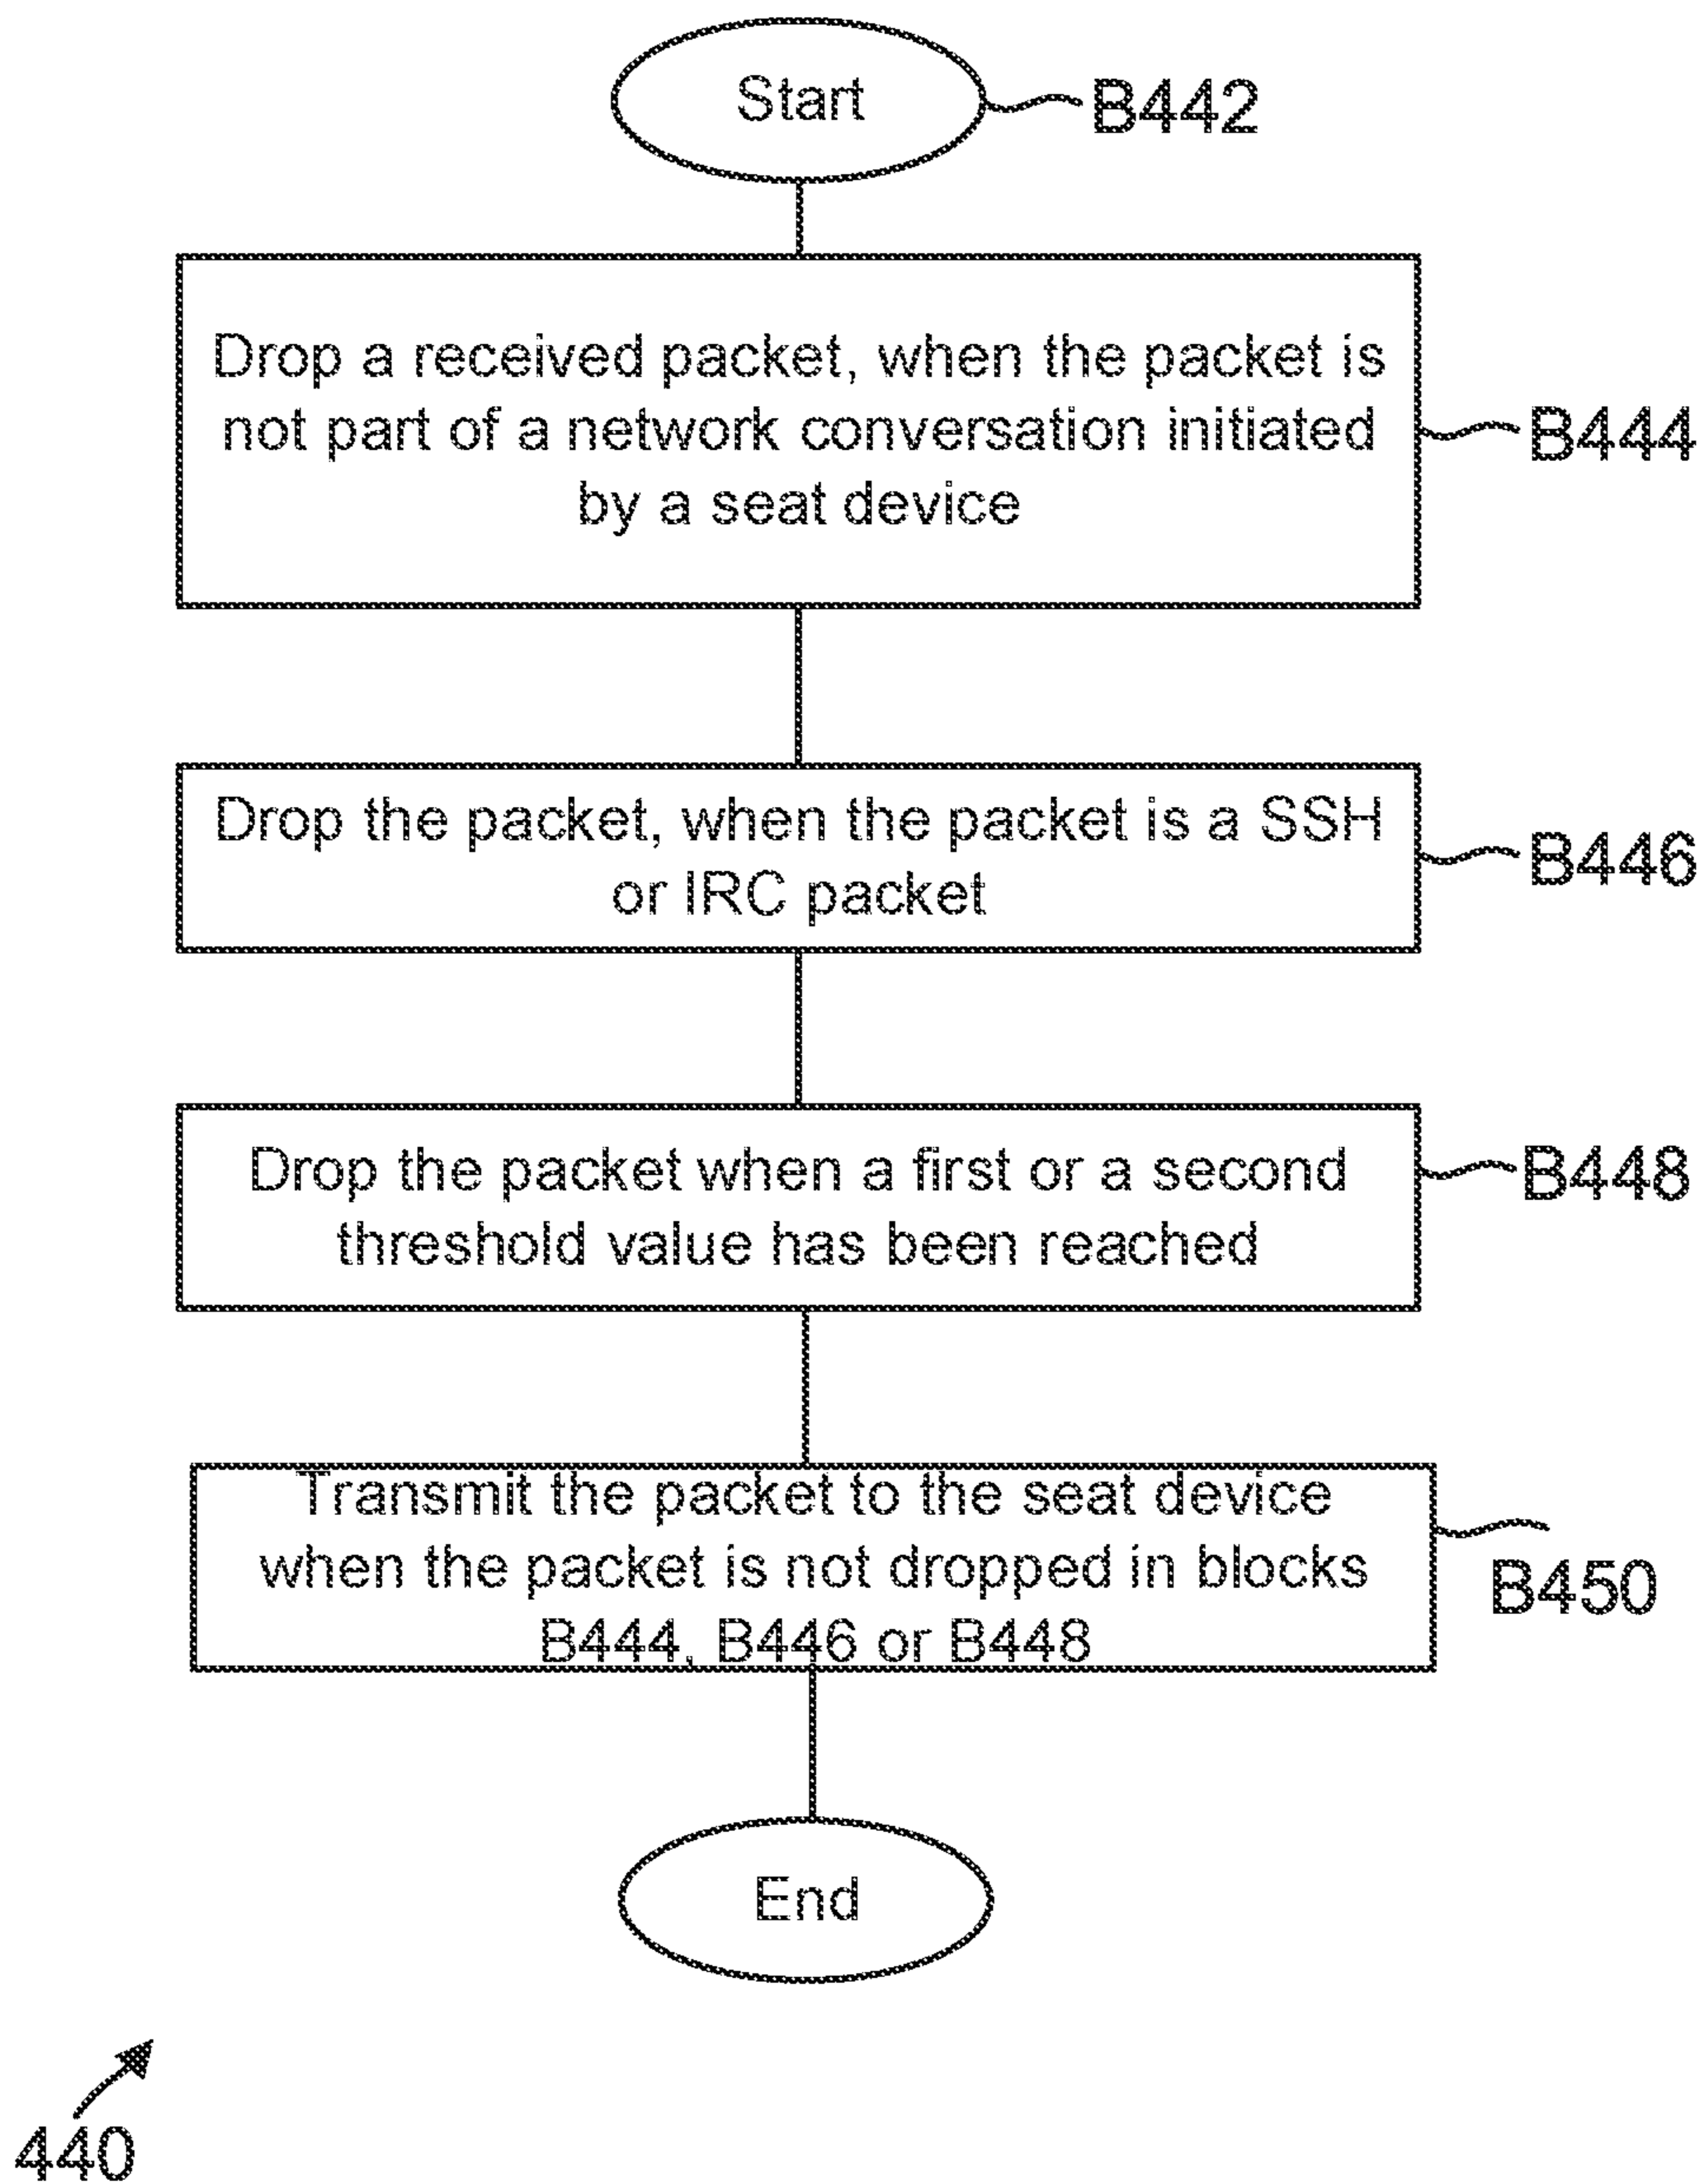 Start
B442
Drop a received packet, when the packet is
not part of a network conversation initiated
by a seat device
B444
Drop the packet, when the packet is a SSH
or IRC packet
B446
Drop the packet when a first or a second
threshold value has been reached
B448
Transmit the packet to the seat device
when the packet is not dropped in blocks
B444, B446 or B448
B450
End
440